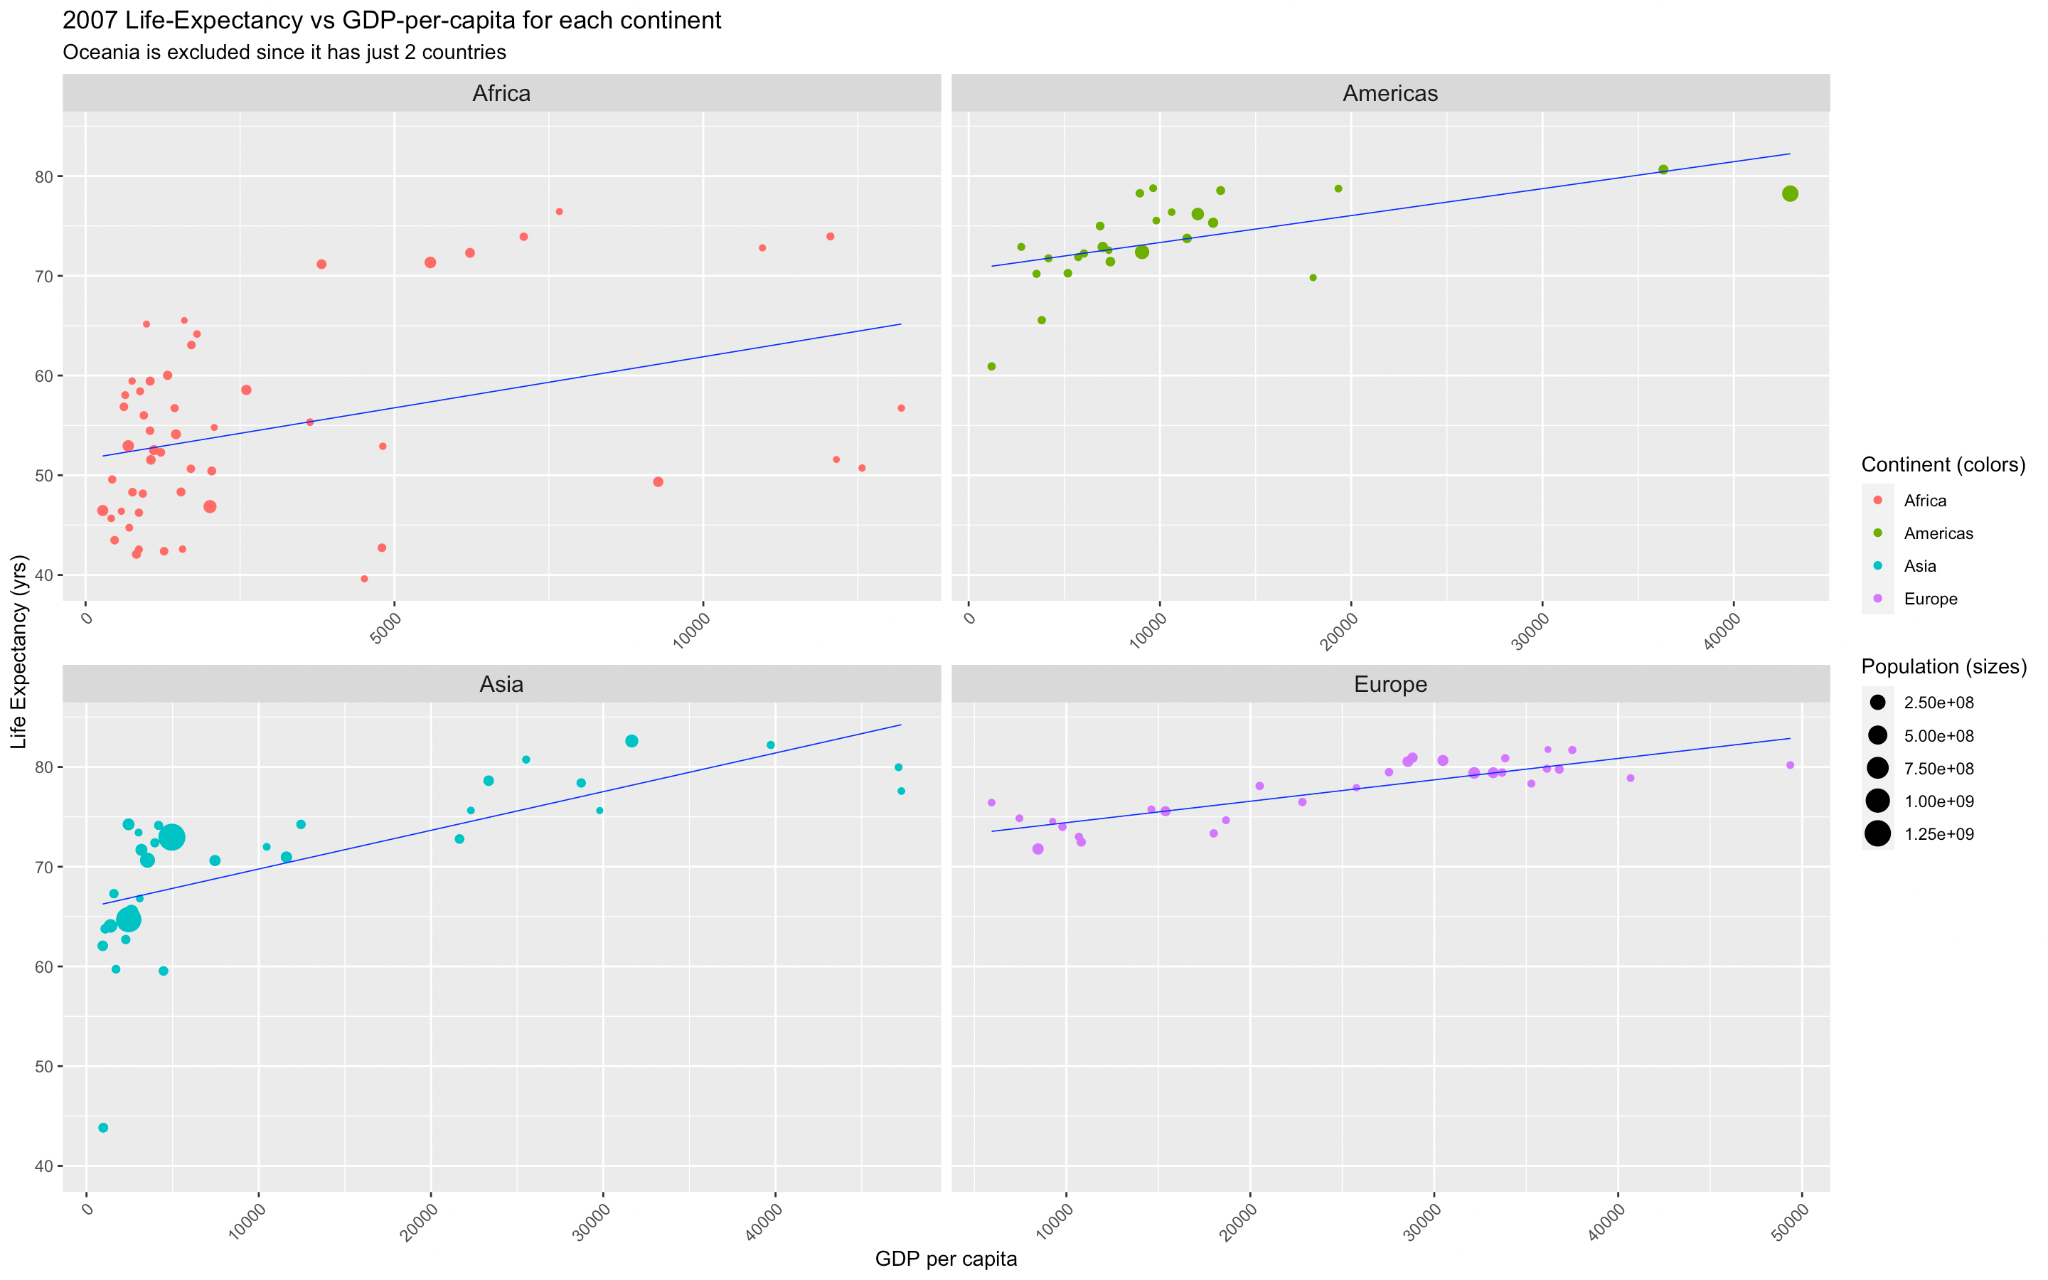 2007 Life-Expectancy vs GDP-per-capita for each continent
Oceania is excluded since it has just 2 countries
Africa
Americas
80
70
60
50
40
0
5000
10000
0
10000
20000
30000
40000
Asia
Europe
80
70
60
50
40
0
10000
20000
30000
40000
10000
20000
30000
40000
50000
Life Expectancy (yrs)
GDP per capita
Continent (colors)
Africa
Americas
Asia
Europe
Population (sizes)
2.50e+08
5.00e+08
7.50e+08
1.00e+09
1.25e+09